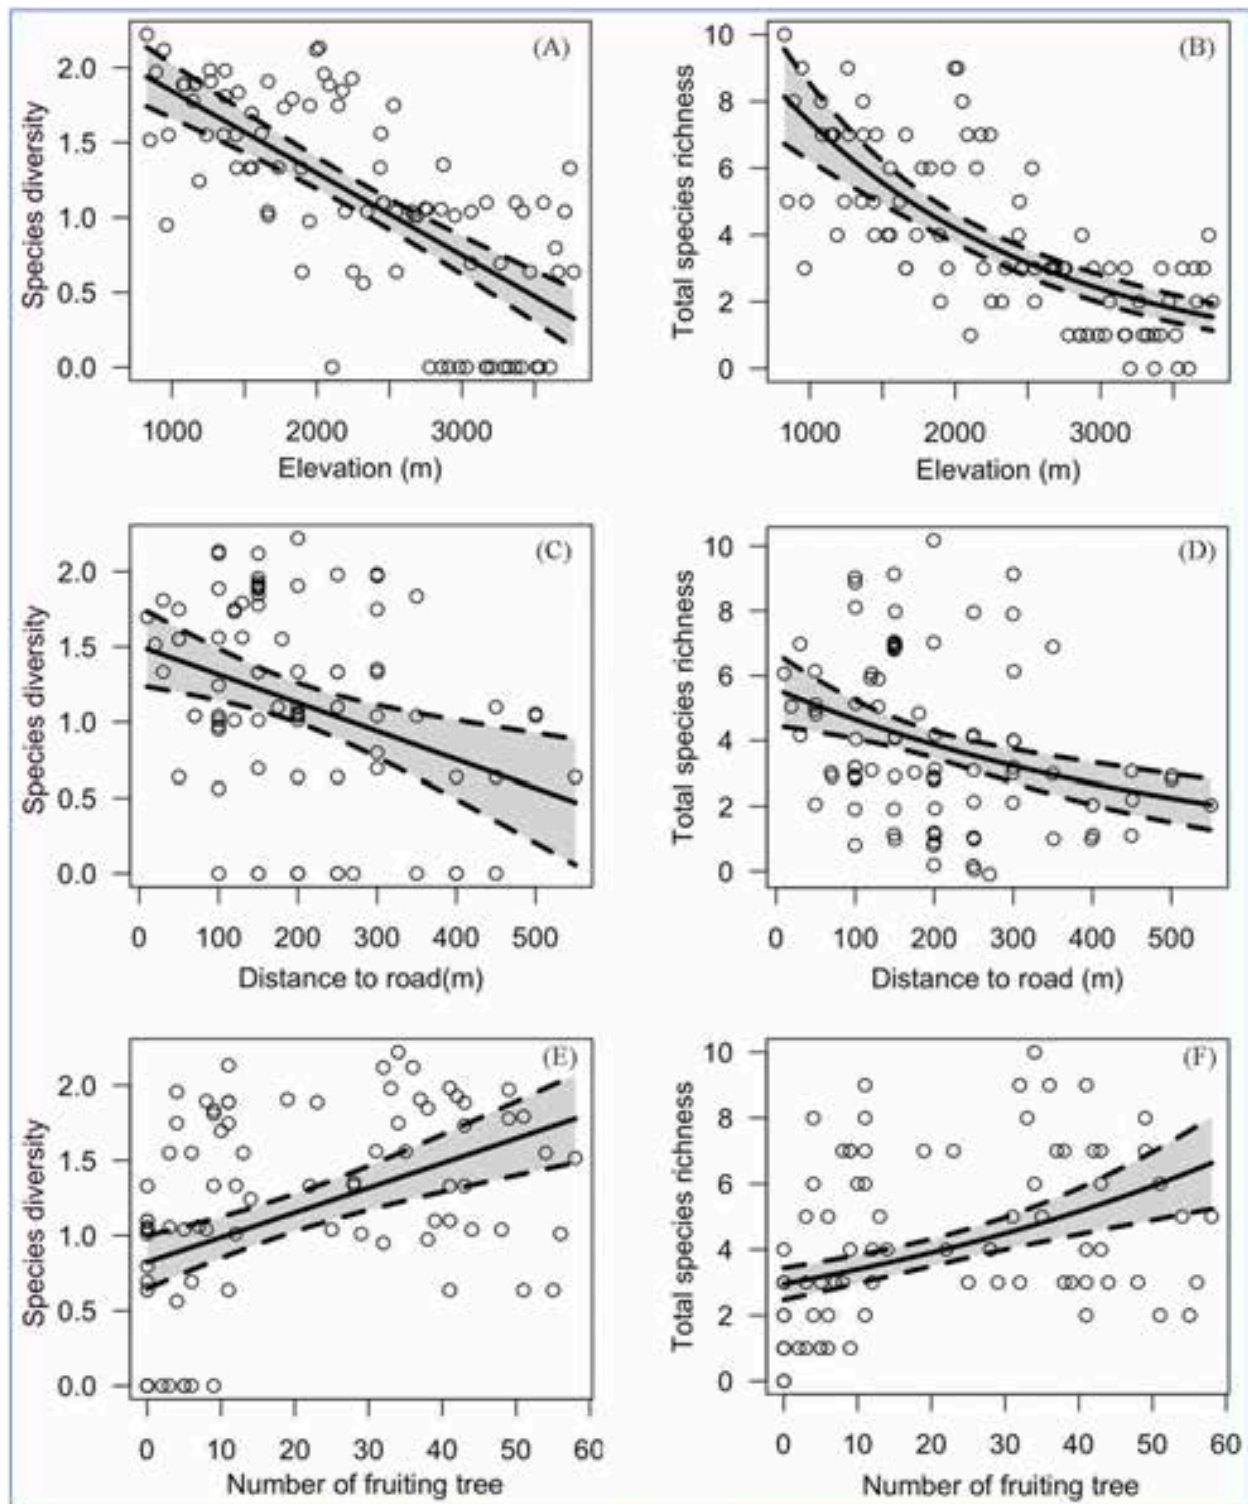 (A)
Species diversity
2.0
1.5
1.0
0.5
0.0
1000 2000 3000
Elevation (m)
(B)
Total species richness
10
8
6
4
2
0
1000 2000 3000
Elevation (m)
(C)
Species diversity
2.0
1.5
1.0
0.5
0.0
0 100 200 300 400 500
Distance to road(m)
(D)
Total species richness
10
8
6
4
2
0
0 100 200 300 400 500
Distance to road (m)
(E)
Species diversity
2.0
1.5
1.0
0.5
0.0
0 10 20 30 40 50 60
Number of fruiting tree
(F)
Total species richness
10
8
6
4
2
0
0 10 20 30 40 50 60
Number of fruiting tree